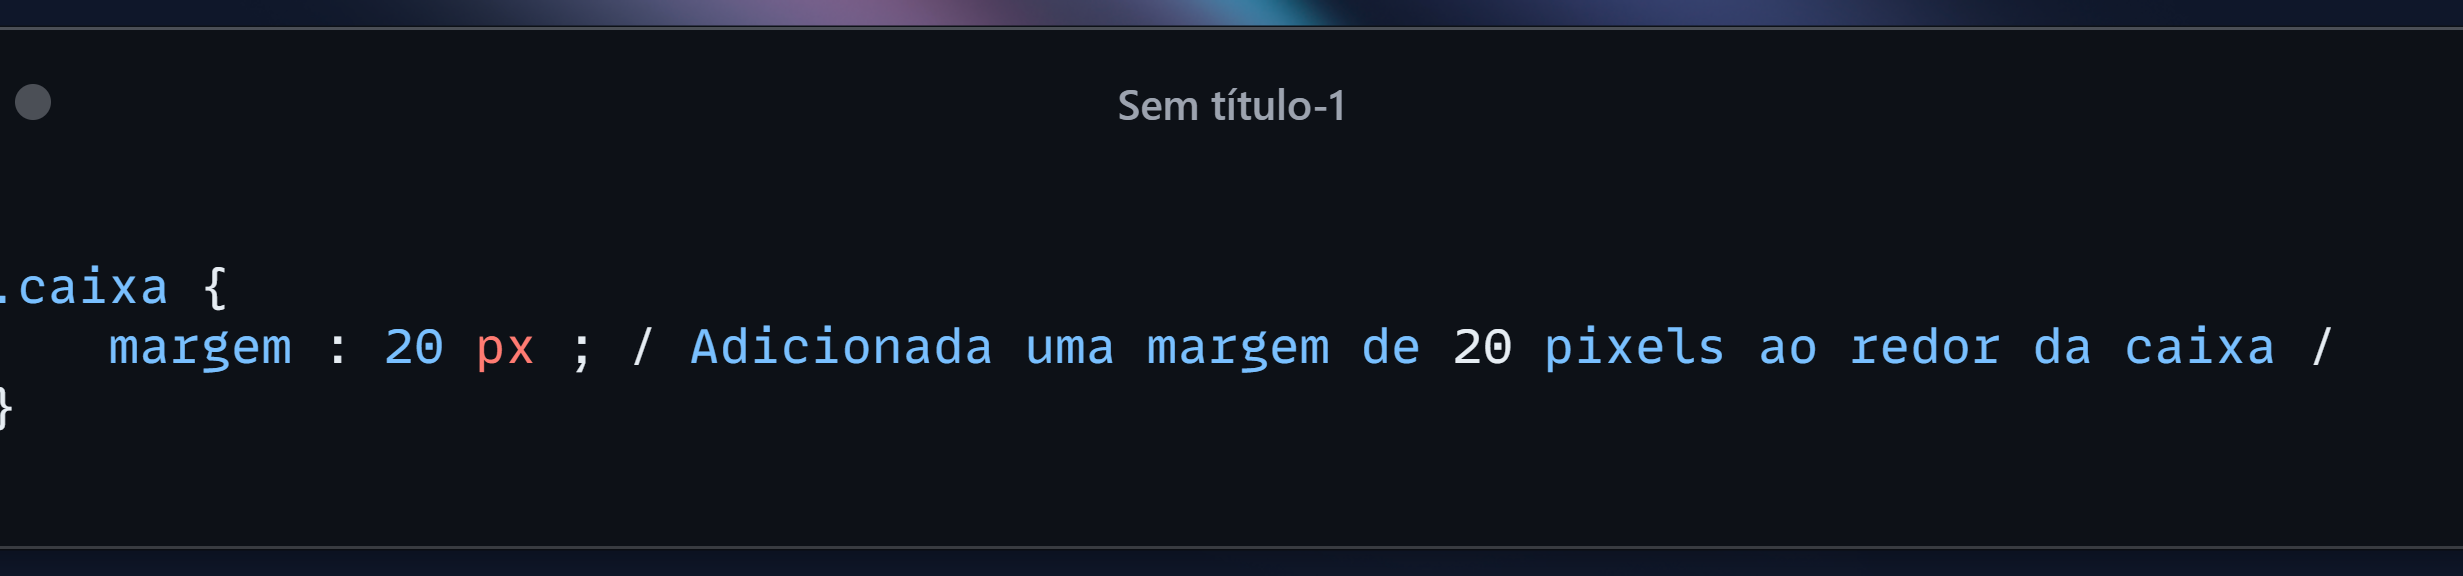 Sem título-1
.caixa {
margem : 20 px ; / Adicionada uma margem de 20 pixels ao redor da caixa /
}